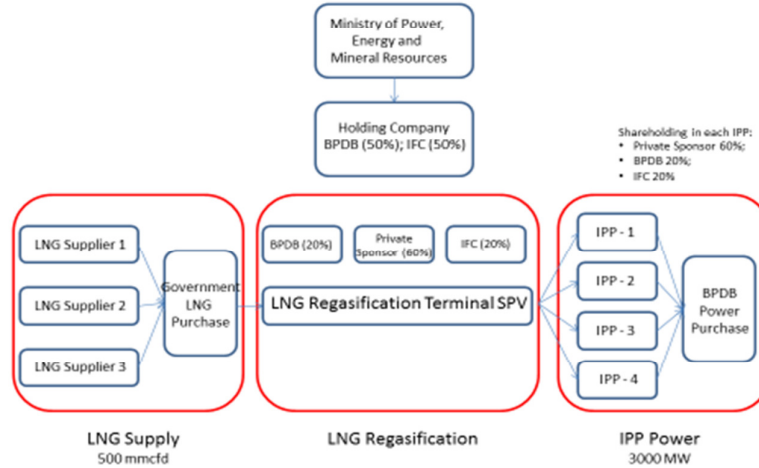 Ministry of Power,
Energy and
Mineral Resources
Holding Company
BPDB (50%); IFC (50%)
Shareholding in each IPP:
• Private Sponsor 60%;
• BPDB 20%;
• IFC 20%
LNG Supplier 1
LNG Supplier 2
LNG Supplier 3
Government
LNG
Purchase
BPDB (20%)
Private
Sponsor (60%)
IFC (20%)
LNG Regasification Terminal SPV
IPP - 1
IPP - 2
IPP - 3
IPP - 4
BPDB
Power
Purchase
LNG Supply
500 mmcfd
LNG Regasification
IPP Power
3000 MW